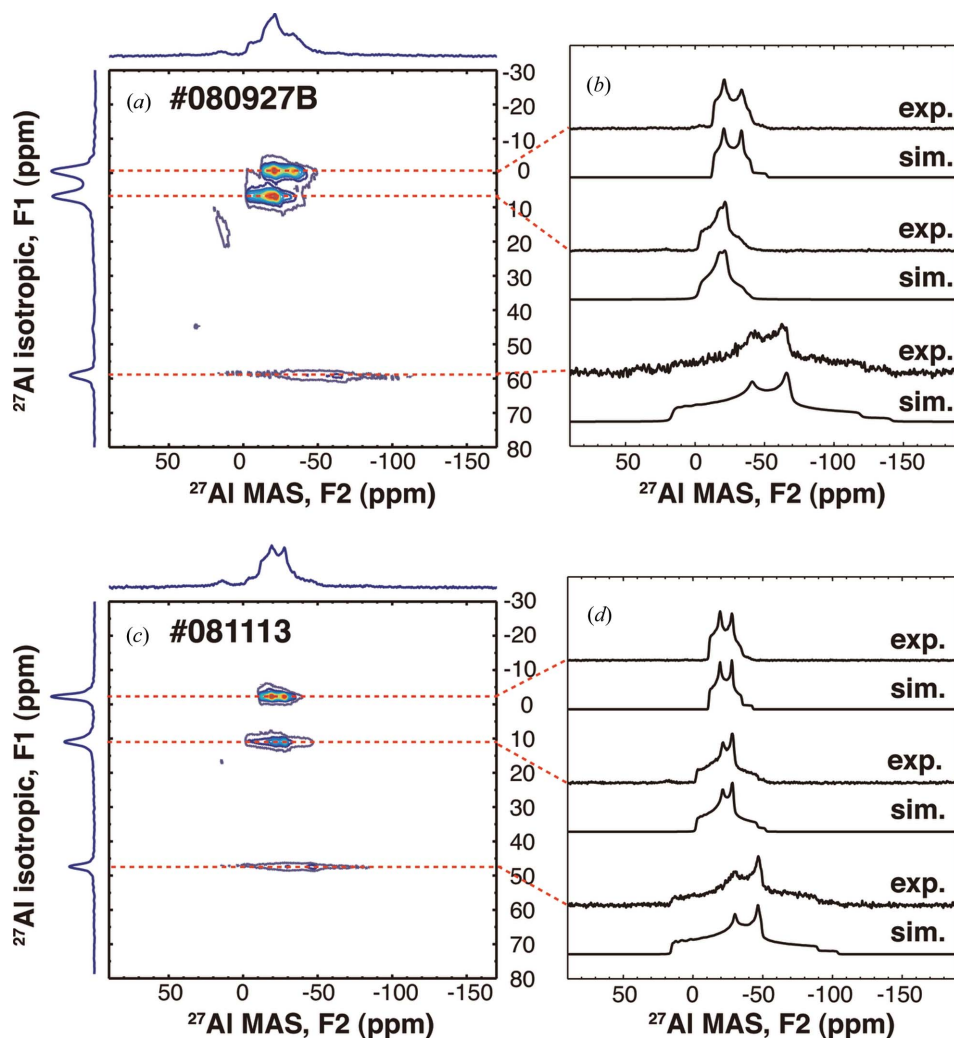 (a) #080927B
-30
-20
-10
0
10
20
30
40
50
60
70
80
27Al isotropic, F1 (ppm)
50 0 -50 -100 -150
27Al MAS, F2 (ppm)
(b)
exp.
sim.
exp.
sim.
exp.
sim.
50 0 -50 -100 -150
27Al MAS, F2 (ppm)
(c) #081113
-30
-20
-10
0
10
20
30
40
50
60
70
80
27Al isotropic, F1 (ppm)
50 0 -50 -100 -150
27Al MAS, F2 (ppm)
(d)
exp.
sim.
exp.
sim.
exp.
sim.
50 0 -50 -100 -150
27Al MAS, F2 (ppm)